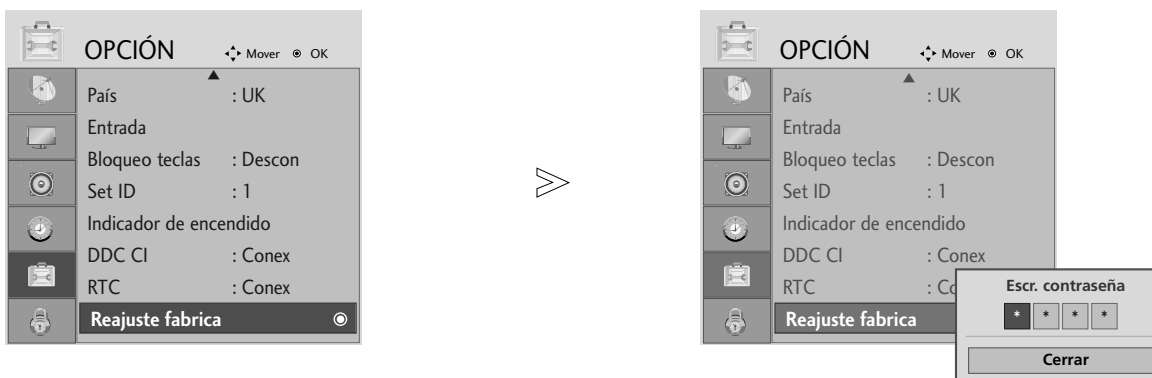 OPCIÓN Mover OK
País : UK
Entrada
Bloqueo teclas : Descon
Set ID : 1
Indicador de encendido
DDC CI : Conex
RTC : Conex
Reajuste fabrica
OPCIÓN Mover OK
País : UK
Entrada
Bloqueo teclas : Descon
Set ID : 1
Indicador de encendido
DDC CI : Conex
RTC : Co
Reajuste fabrica
Escr. contraseña
* * * *
Cerrar